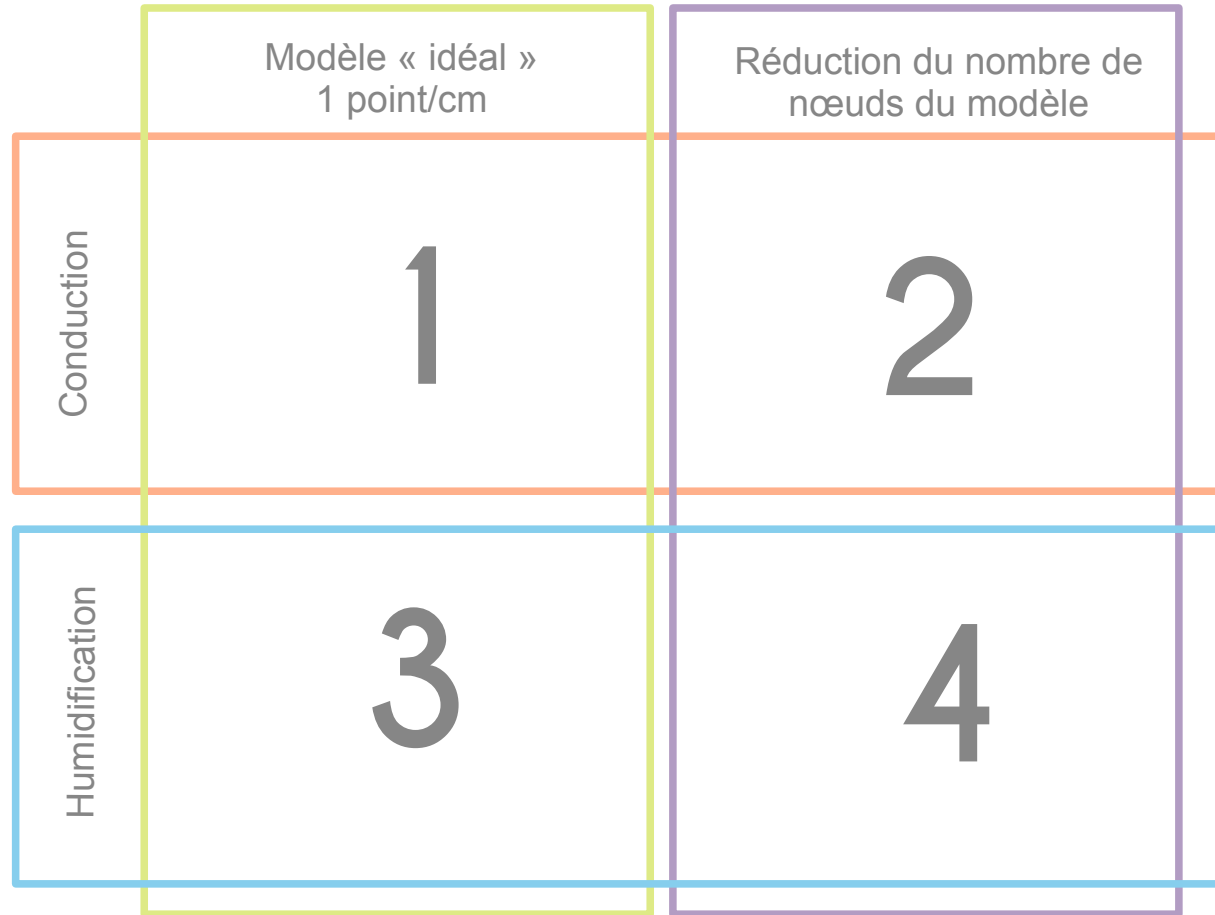 Modèle « idéal »
1 point/cm
Réduction du nombre de
nœuds du modèle
Conduction
1
2
Humidification
3
4